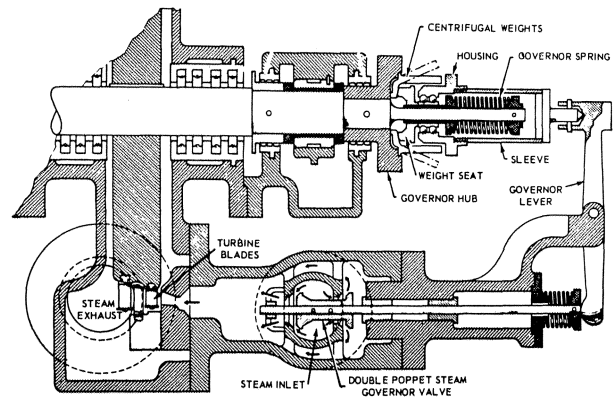 CENTRIFUGAL WEIGHTS
HOUSING
GOVERNOR SPRING
SLEEVE
WEIGHT SEAT
GOVERNOR HUB
GOVERNOR
LEVER
TURBINE
BLADES
STEAM
EXHAUST
STEAM INLET
DOUBLE POPPET STEAM
GOVERNOR VALVE